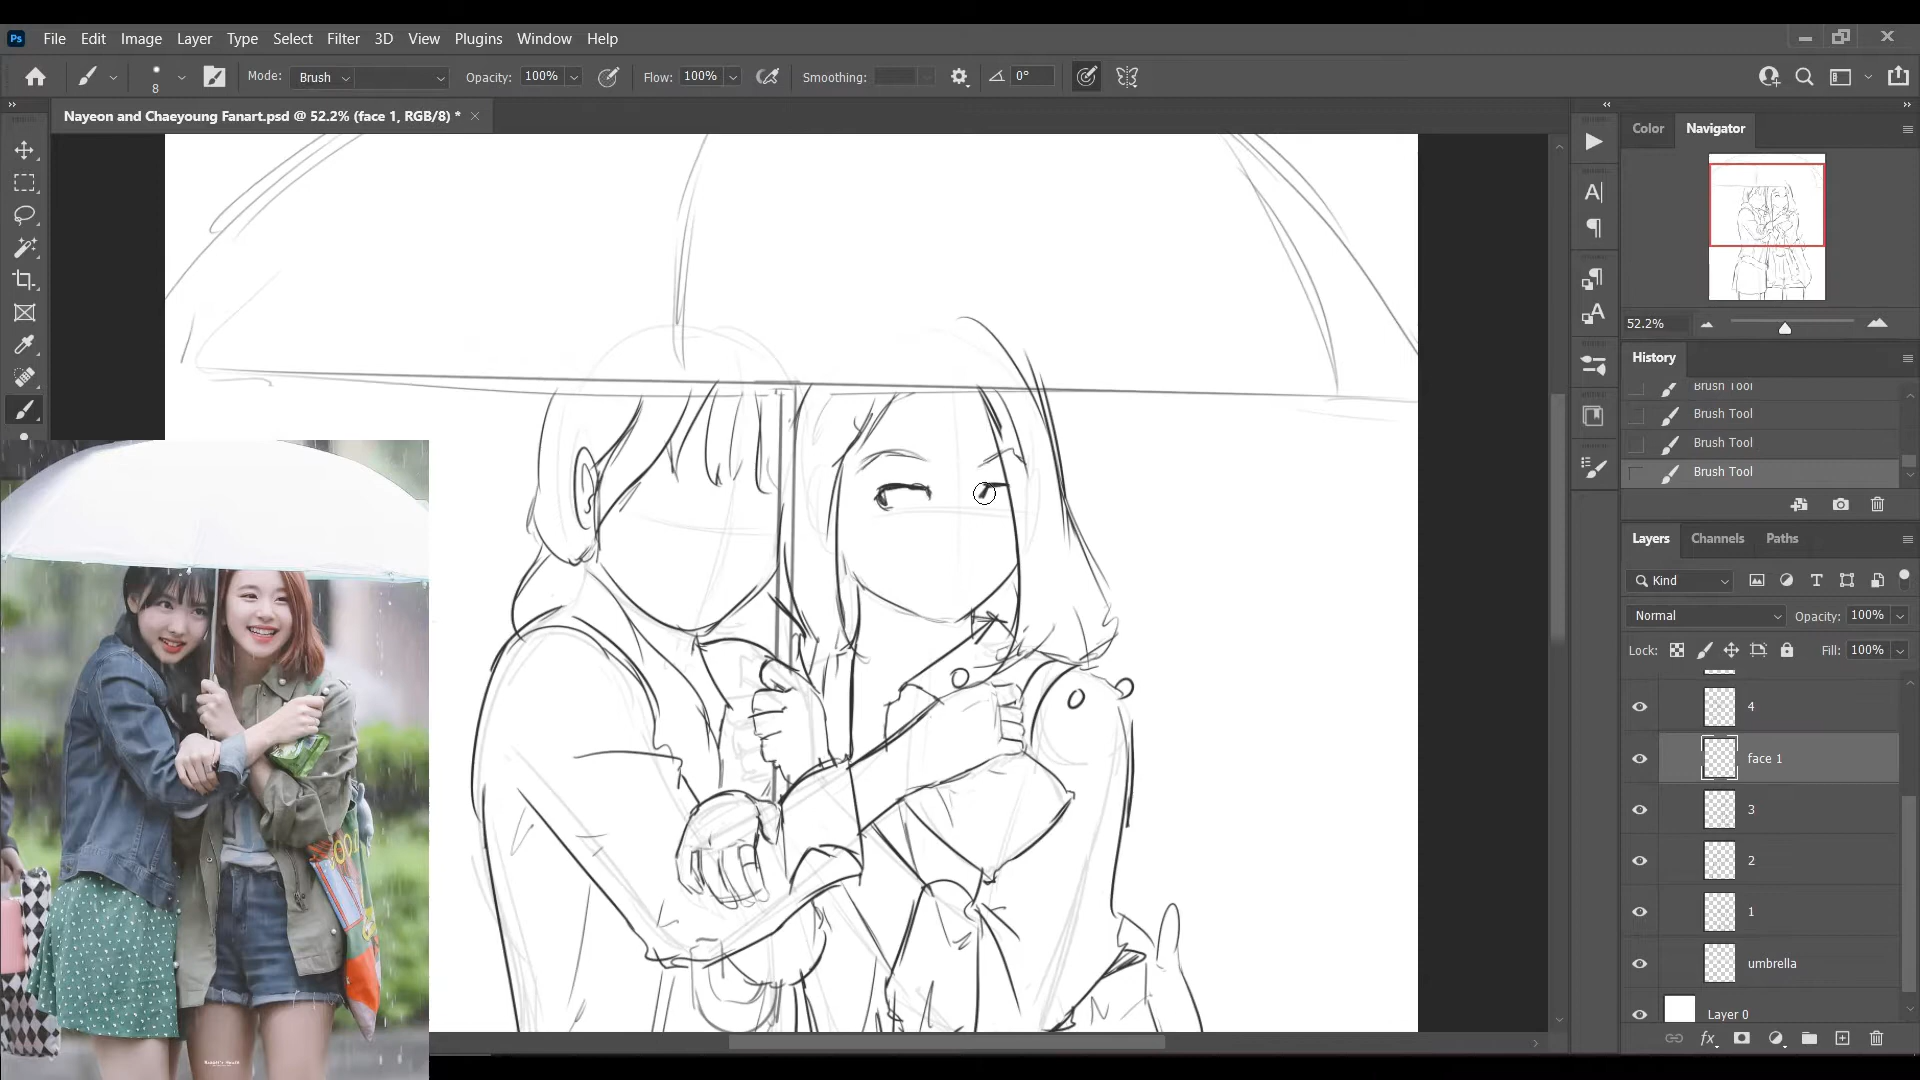 Ps File Edit Image Layer Type Select Filter 3D View Plugins Window Help
8 Mode: Brush Opacity: 100% Flow: 100% Smoothing: 0°
Nayeon and Chaeyoung Fanart.psd @ 52.2% (face 1, RGB/8) *
Color Navigator
52.2%
History
Brush Tool
Brush Tool
Brush Tool
Brush Tool
Layers Channels Paths
Kind
Normal Opacity: 100%
Lock: Fill: 100%
4
face 1
3
2
1
umbrella
Layer 0
fx